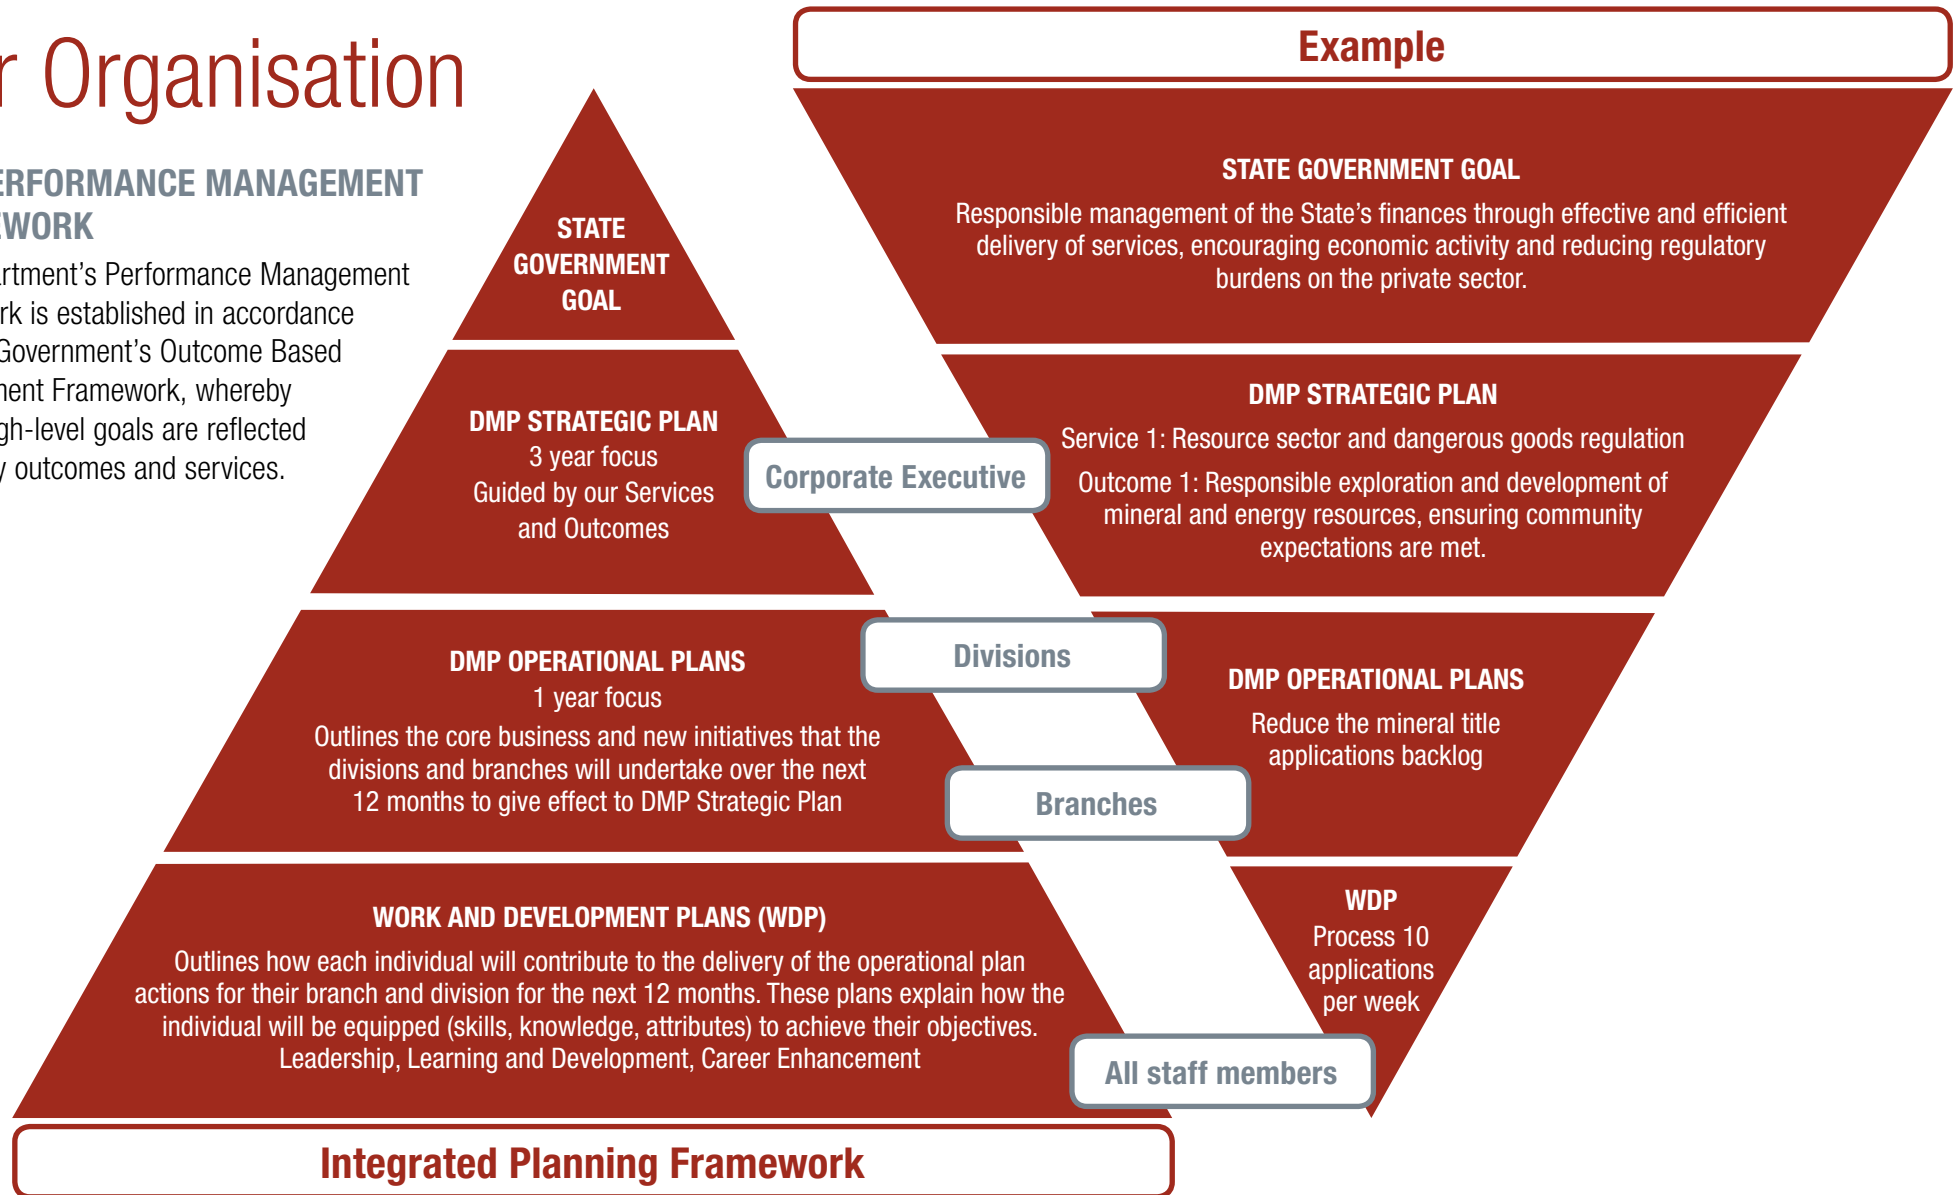 r Organisation
ERFORMANCE MANAGEMENT
EWORK
artment's Performance Management
rk is established in accordance
Government's Outcome Based
ment Framework, whereby
gh-level goals are reflected
y outcomes and services.
STATE
GOVERNMENT
GOAL
DMP STRATEGIC PLAN
3 year focus
Guided by our Services
and Outcomes
DMP OPERATIONAL PLANS
1 year focus
Outlines the core business and new initiatives that the
divisions and branches will undertake over the next
12 months to give effect to DMP Strategic Plan
WORK AND DEVELOPMENT PLANS (WDP)
Outlines how each individual will contribute to the delivery of the operational plan
actions for their branch and division for the next 12 months. These plans explain how the
individual will be equipped (skills, knowledge, attributes) to achieve their objectives.
Leadership, Learning and Development, Career Enhancement
Integrated Planning Framework
Corporate Executive
Divisions
Branches
All staff members
Example
STATE GOVERNMENT GOAL
Responsible management of the State's finances through effective and efficient
delivery of services, encouraging economic activity and reducing regulatory
burdens on the private sector.
DMP STRATEGIC PLAN
Service 1: Resource sector and dangerous goods regulation
Outcome 1: Responsible exploration and development of
mineral and energy resources, ensuring community
expectations are met.
DMP OPERATIONAL PLANS
Reduce the mineral title
applications backlog
WDP
Process 10
applications
per week